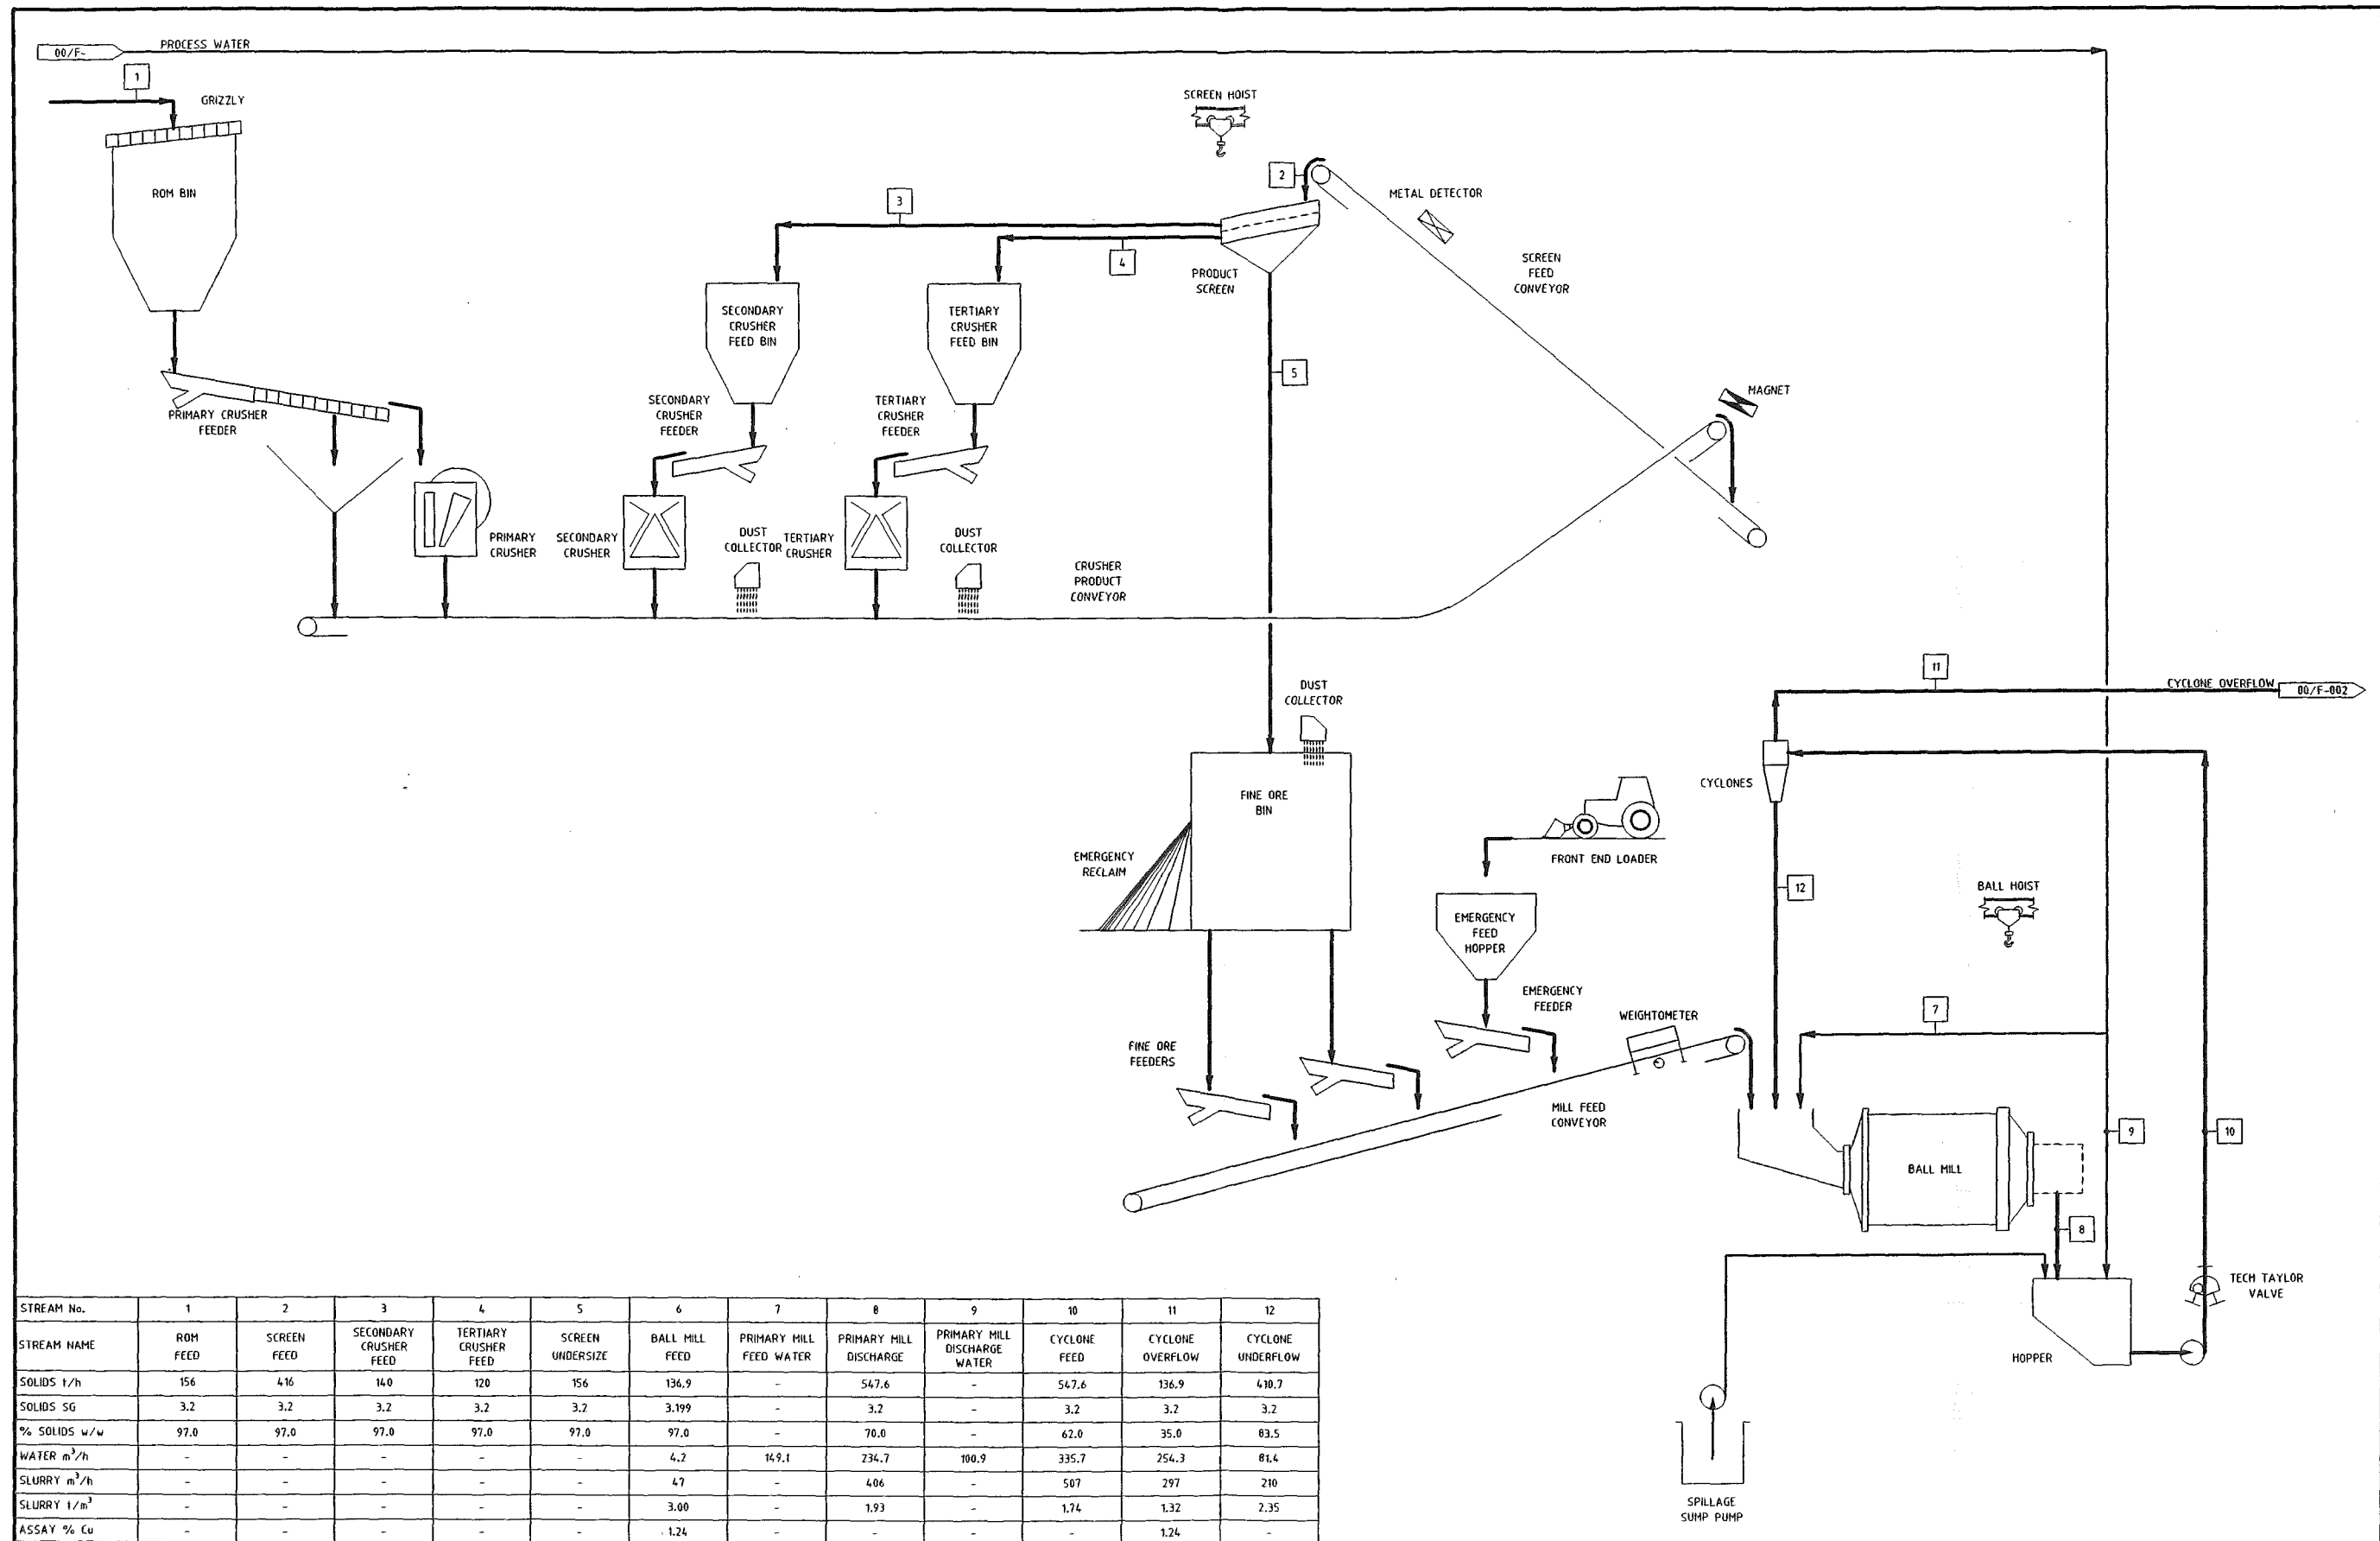 00/F-
PROCESS WATER
1
GRIZZLY
ROM BIN
SCREEN HOIST
2
METAL DETECTOR
3
4
PRODUCT
SCREEN
SCREEN
FEED
CONVEYOR
SECONDARY
CRUSHER
FEED BIN
TERTIARY
CRUSHER
FEED BIN
5
MAGNET
PRIMARY CRUSHER
FEEDER
SECONDARY
CRUSHER
FEEDER
TERTIARY
CRUSHER
FEEDER
PRIMARY
CRUSHER
SECONDARY
CRUSHER
DUST
COLLECTOR
TERTIARY
CRUSHER
DUST
COLLECTOR
CRUSHER
PRODUCT
CONVEYOR
11
CYCLONE OVERFLOW
00/F-002
DUST
COLLECTOR
CYCLONES
FINE ORE
BIN
EMERGENCY
RECLAIM
FRONT END LOADER
12
BALL HOIST
EMERGENCY
FEED
HOPPER
EMERGENCY
FEEDER
WEIGHTOMETER
7
FINE ORE
FEEDERS
MILL FEED
CONVEYOR
9
10
BALL MILL
8
TECH TAYLOR
VALVE
HOPPER
SPILLAGE
SUMP PUMP
STREAM No. 1 2 3 4 5 6 7 8 9 10 11 12
STREAM NAME ROM FEED SCREEN FEED SECONDARY CRUSHER FEED TERTIARY CRUSHER FEED SCREEN UNDERSIZE BALL MILL FEED PRIMARY MILL FEED WATER PRIMARY MILL DISCHARGE PRIMARY MILL DISCHARGE WATER CYCLONE FEED CYCLONE OVERFLOW CYCLONE UNDERFLOW
SOLIDS t/h 156 416 140 120 156 136.9 - 547.6 - 547.6 136.9 410.7
SOLIDS SG 3.2 3.2 3.2 3.2 3.2 3.199 - 3.2 - 3.2 3.2 3.2
% SOLIDS w/w 97.0 97.0 97.0 97.0 97.0 97.0 - 70.0 - 62.0 35.0 83.5
WATER m³/h - - - - - 4.2 149.1 234.7 100.9 335.7 254.3 81.4
SLURRY m³/h - - - - - 47 - 406 - 507 297 210
SLURRY t/m³ - - - - - 3.00 - 1.93 - 1.74 1.32 2.35
ASSAY % Cu - - - - - 1.24 - - - - 1.24 -